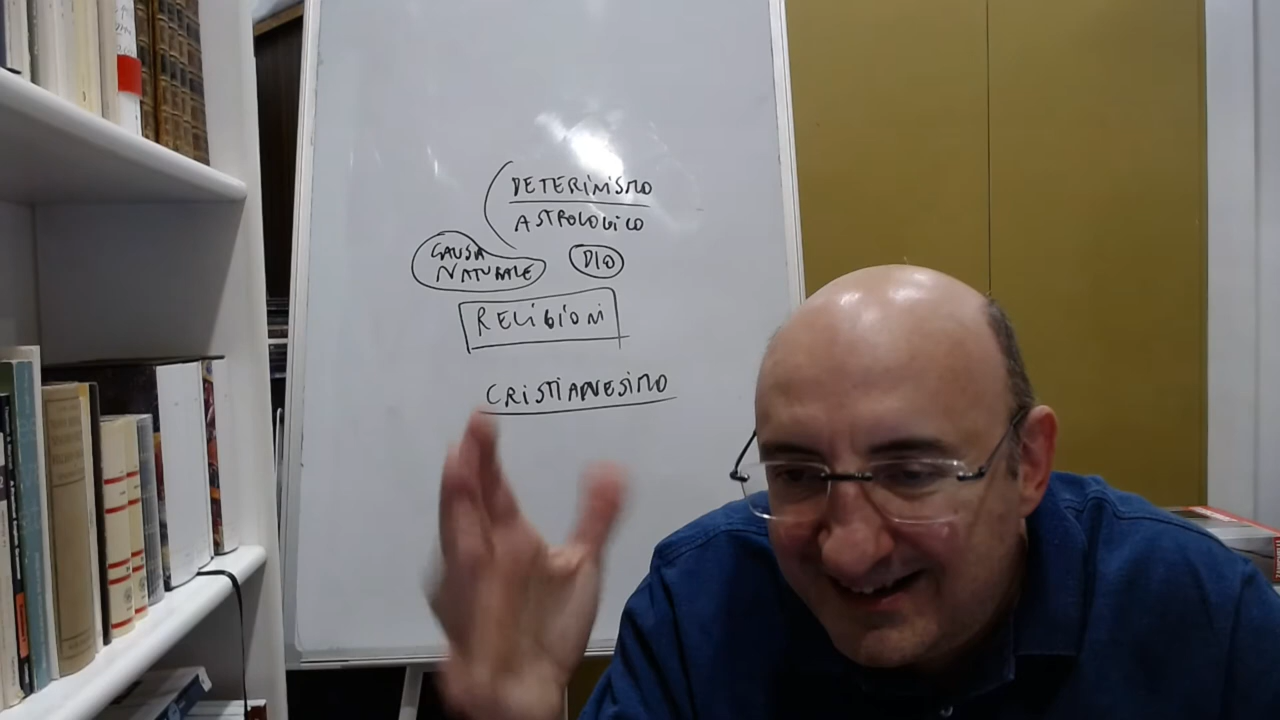 DETERMINISMO
ASTROLOGICO
CAUSA
NATURALE
DIO
RELIGIONI
CRISTIANESIMO